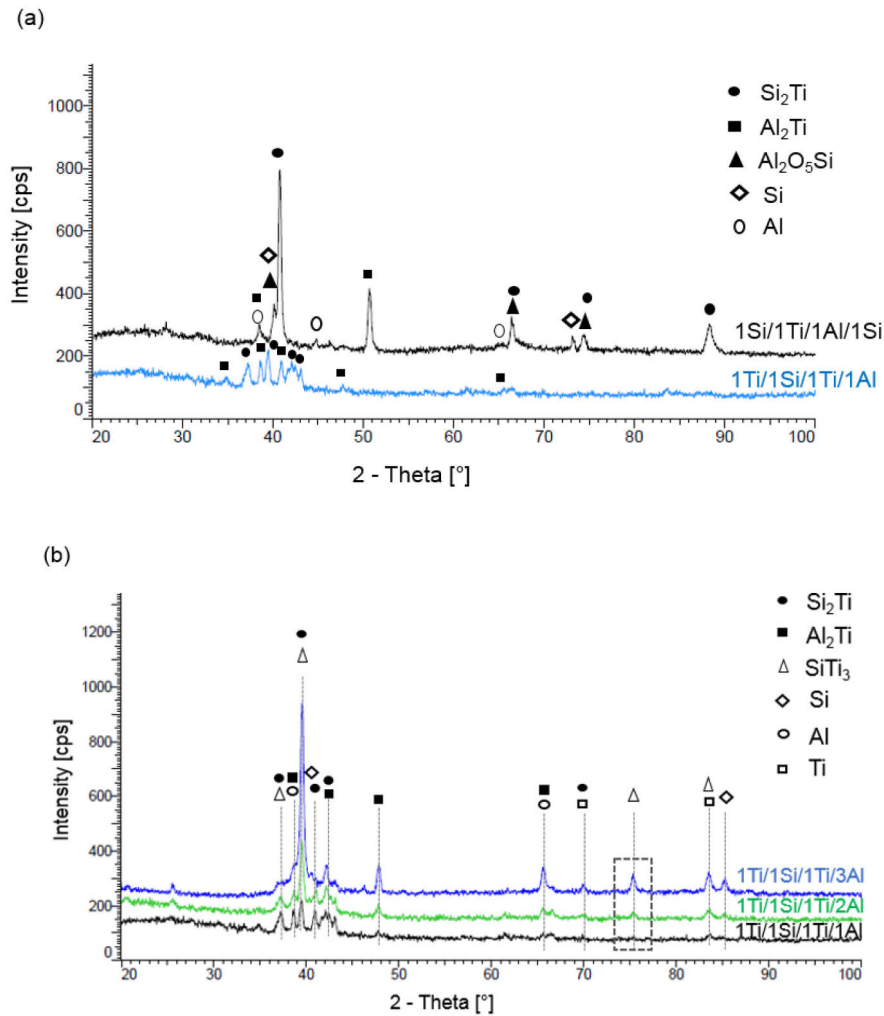 (a)
1000
800
600
400
200
0
Intensity [cps]
Si₂Ti
Al₂Ti
Al₂O₅Si
Si
Al
1Si/1Ti/1Al/1Si
1Ti/1Si/1Ti/1Al
20 30 40 50 60 70 80 90 100
2 - Theta [°]
(b)
1200
1000
800
600
400
200
0
Intensity [cps]
Si₂Ti
Al₂Ti
SiTi₃
Si
Al
Ti
1Ti/1Si/1Ti/3Al
1Ti/1Si/1Ti/2Al
1Ti/1Si/1Ti/1Al
20 30 40 50 60 70 80 90 100
2 - Theta [°]